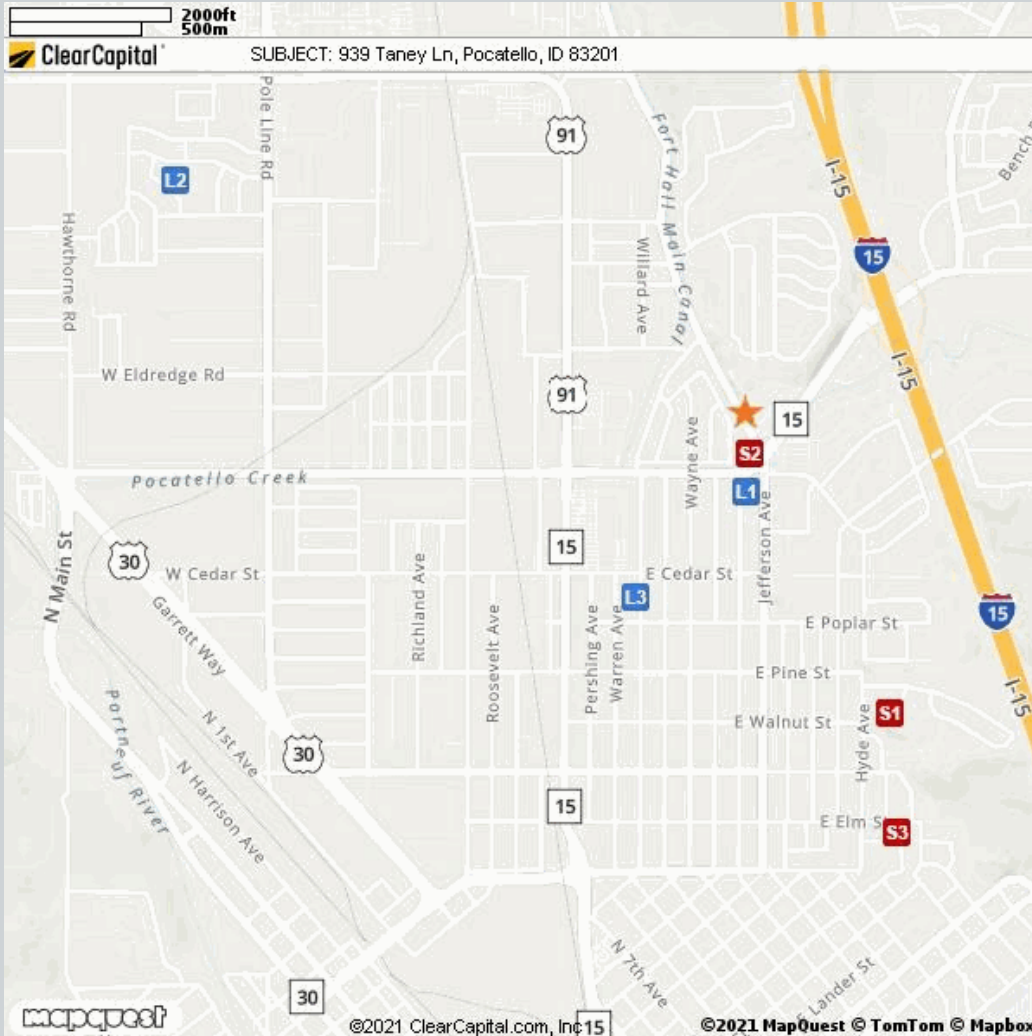 2000ft
500m
ClearCapital
SUBJECT: 939 Taney Ln, Pocatello, ID 83201
Pole Line Rd
Fort Hall Main Canal
91
I-15
L2
Hawthorne Rd
Willard Ave
15
I-15
W Eldredge Rd
91
15
Wayne Ave
S2
Pocatello Creek
L1
Jefferson Ave
N Main St
30
15
W Cedar St
E Cedar St
Richland Ave
L3
15
Garrett Way
Roosevelt Ave
Pershing Ave
Warren Ave
E Poplar St
E Pine St
I-15
Portneuf River
N 1st Ave
30
E Walnut St
Hyde Ave
S1
N Harrison Ave
15
E Elm St
S3
N 7th Ave
E Lander St
30
15
mapquest
©2021 ClearCapital.com, Inc
©2021 MapQuest © TomTom © Mapbox